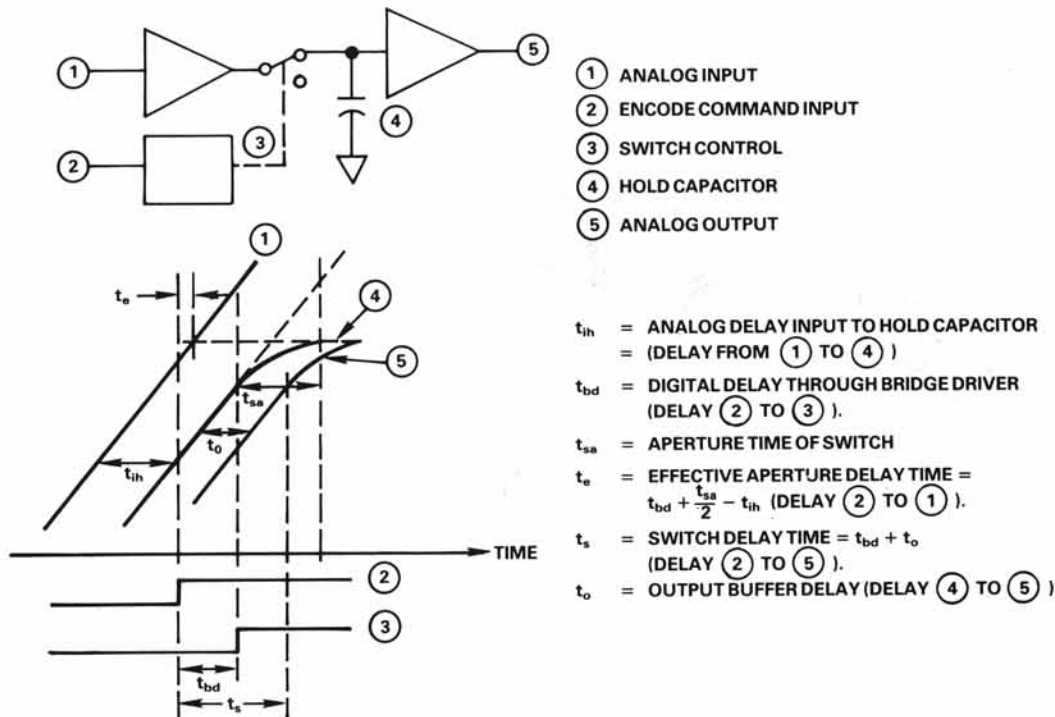 1
2
3
4
5
1 ANALOG INPUT
2 ENCODE COMMAND INPUT
3 SWITCH CONTROL
4 HOLD CAPACITOR
5 ANALOG OUTPUT
1
te
4
5
tsa
to
tih
TIME
2
3
tbd
ts
tih = ANALOG DELAY INPUT TO HOLD CAPACITOR
= (DELAY FROM 1 TO 4 )
tbd = DIGITAL DELAY THROUGH BRIDGE DRIVER
(DELAY 2 TO 3 ).
tsa = APERTURE TIME OF SWITCH
te = EFFECTIVE APERTURE DELAY TIME =
tbd + tsa/2 - tih (DELAY 2 TO 1 ).
ts = SWITCH DELAY TIME = tbd + to
(DELAY 2 TO 5 ).
to = OUTPUT BUFFER DELAY (DELAY 4 TO 5 )